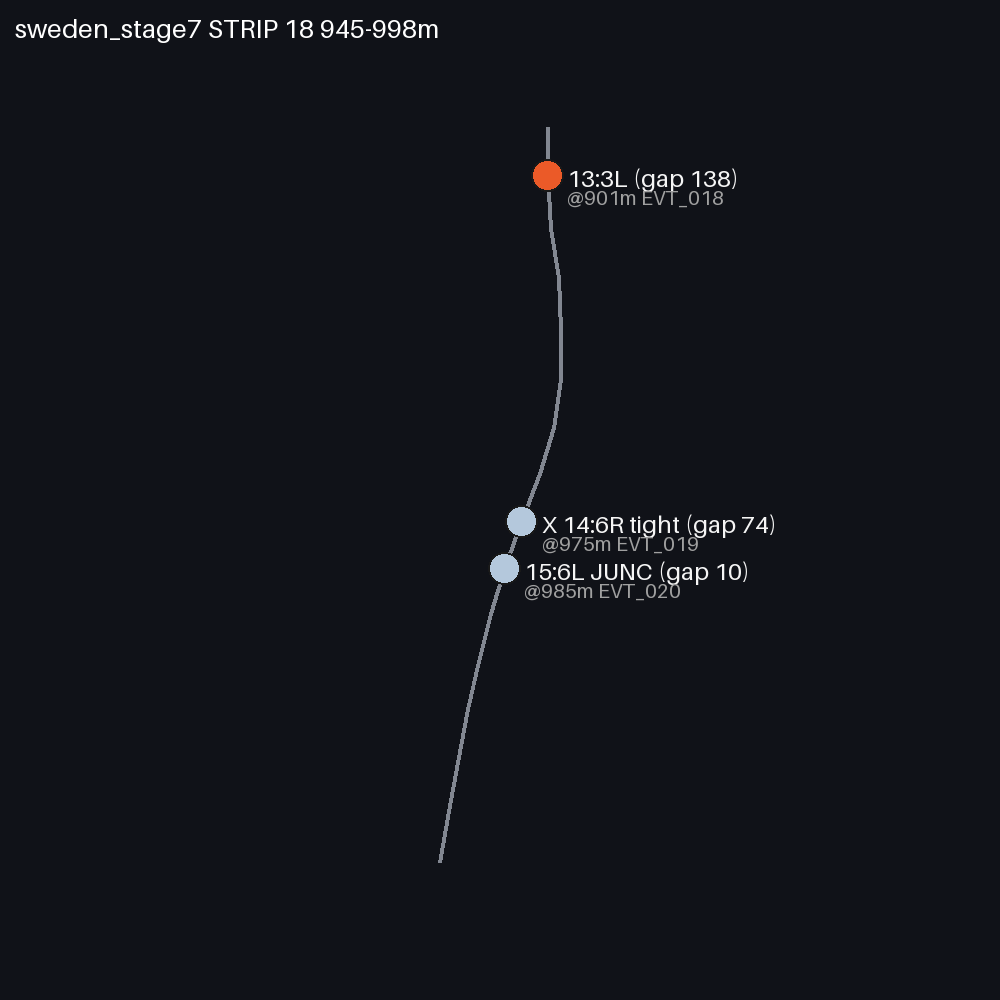 sweden_stage7 STRIP 18 945-998m
13:3L (gap 138)
@901m EVT_018
X 14:6R tight (gap 74)
@975m EVT_019
15:6L JUNC (gap 10)
@985m EVT_020